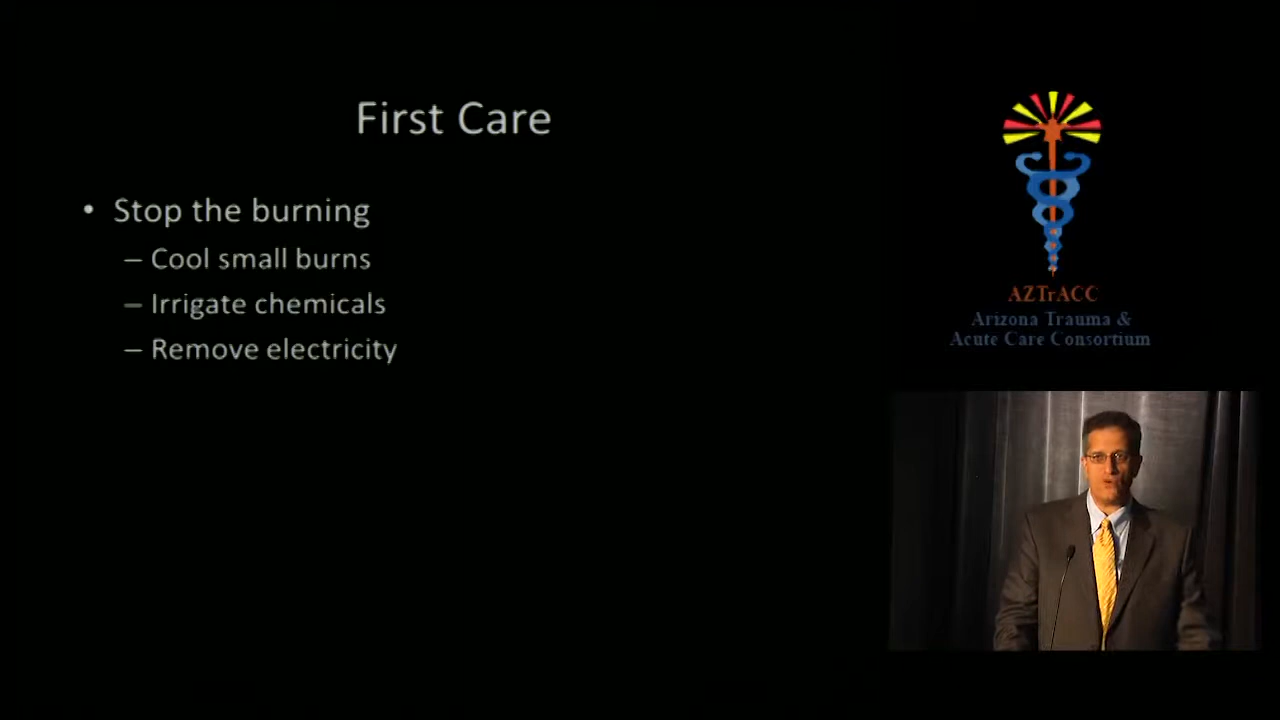 First Care
• Stop the burning
– Cool small burns
– Irrigate chemicals
– Remove electricity
AZTrACC
Arizona Trauma &
Acute Care Consortium